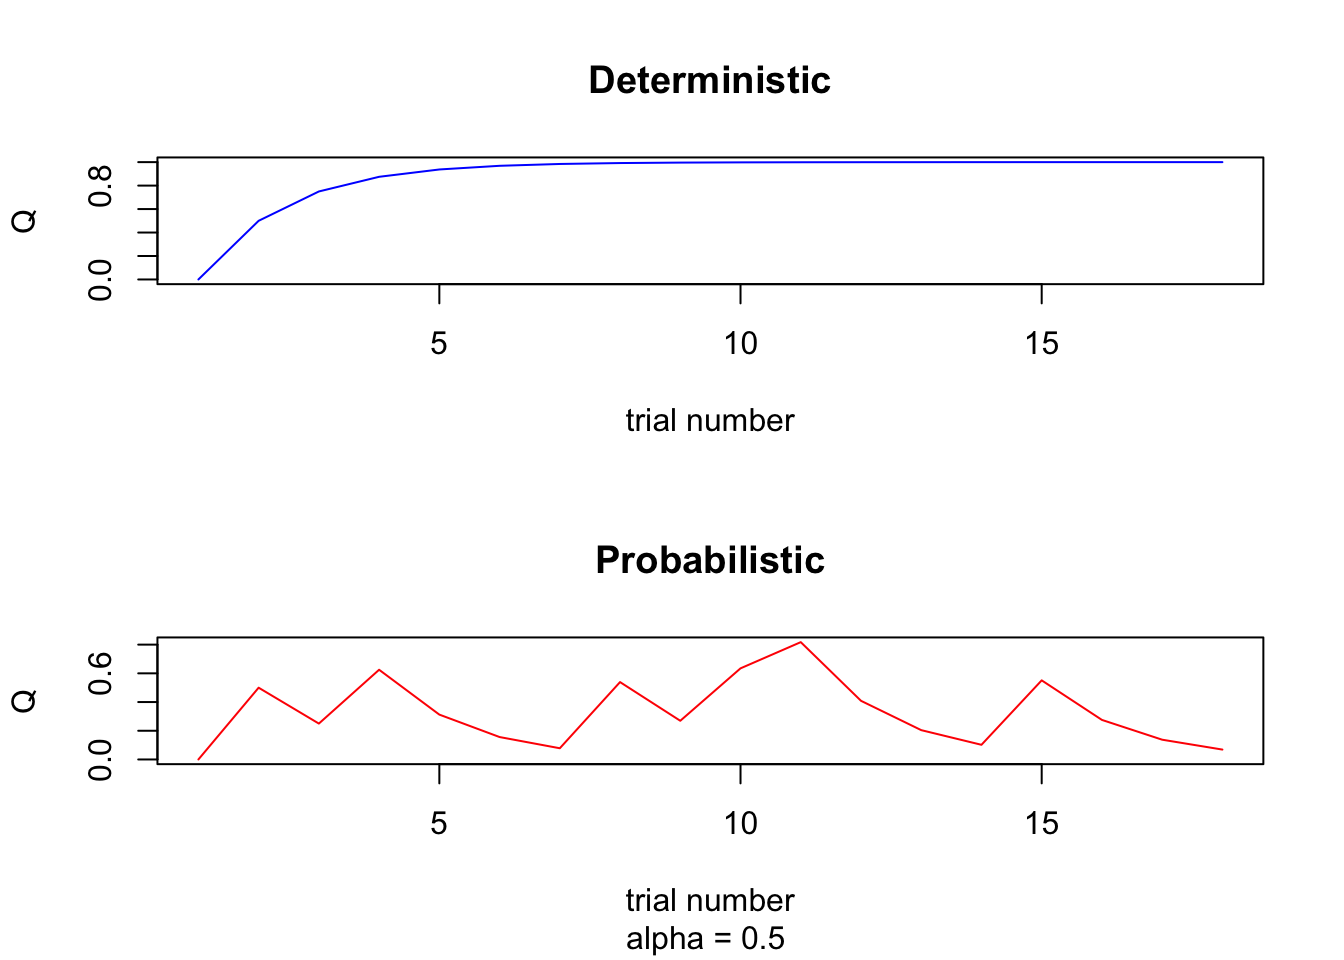 Deterministic
Q
0.8
0.0
5 10 15
trial number
Probabilistic
Q
0.6
0.0
5 10 15
trial number
alpha = 0.5